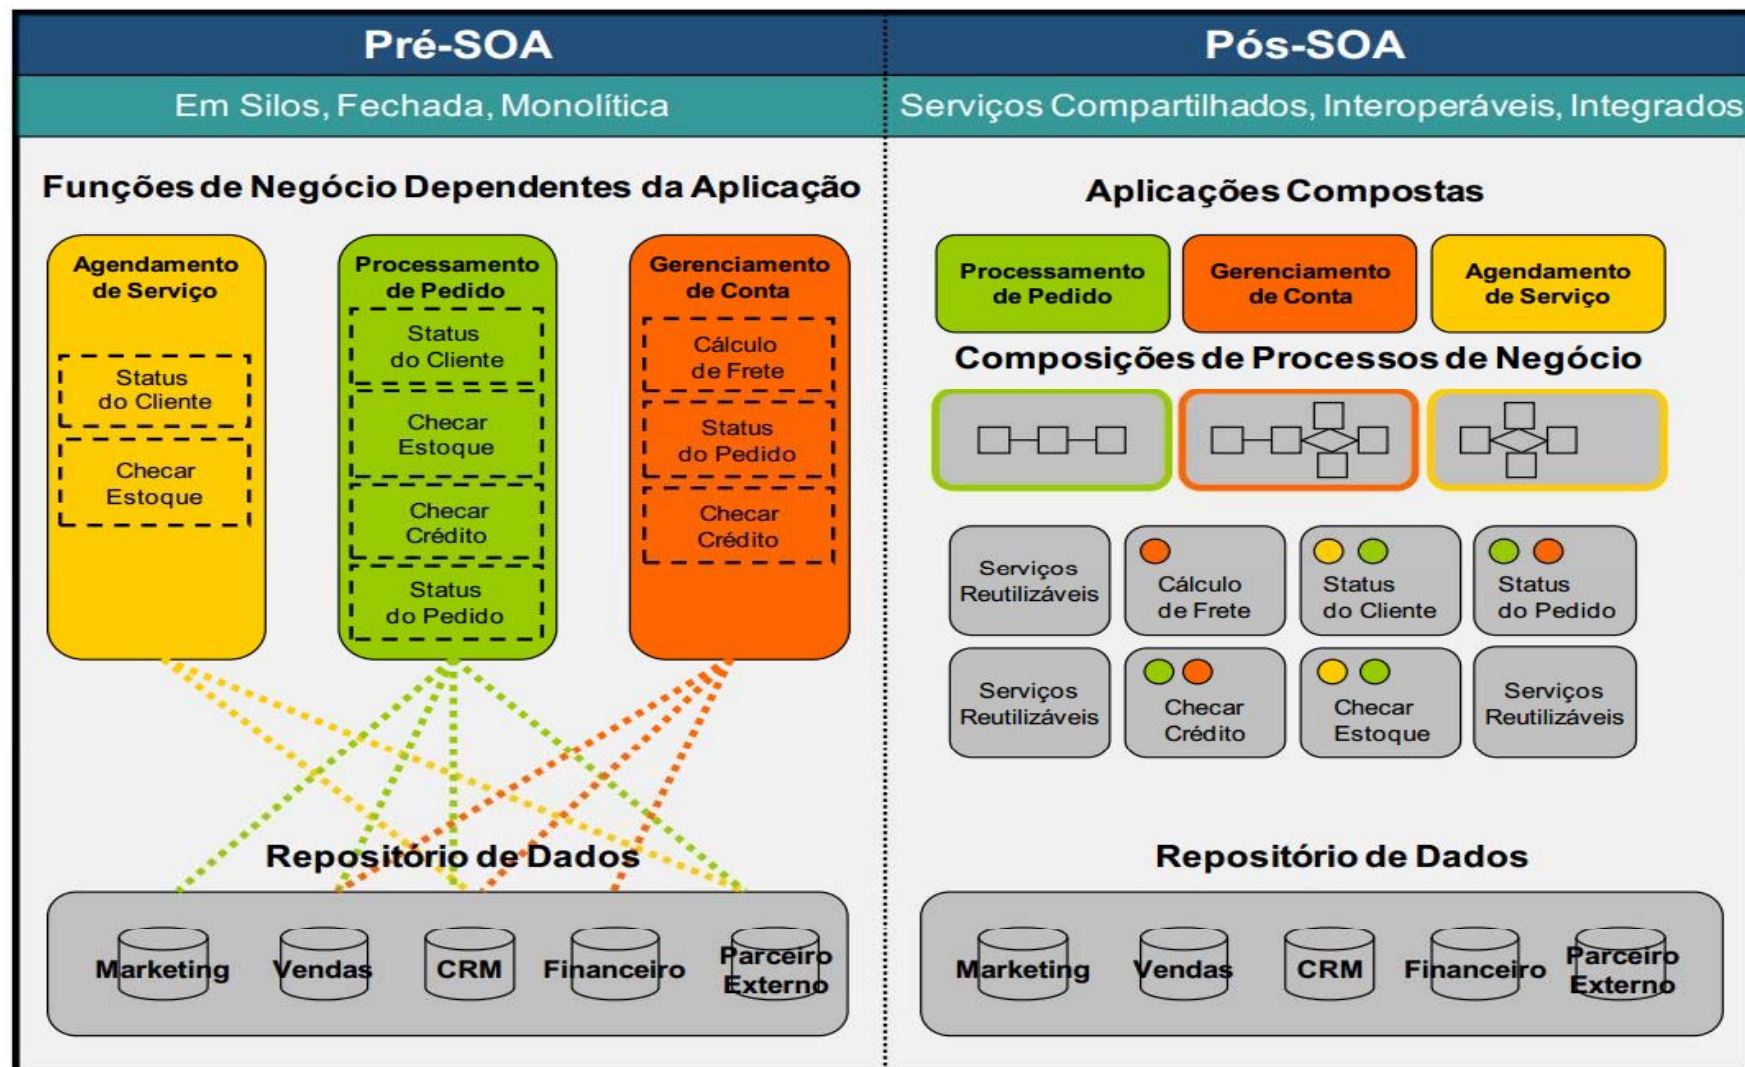 Pré-SOA
Em Silos, Fechada, Monolítica
Funções de Negócio Dependentes da Aplicação
Agendamento
de Serviço
Status
do Cliente
Checar
Estoque
Processamento
de Pedido
Status
do Cliente
Checar
Estoque
Checar
Crédito
Status
do Pedido
Gerenciamento
de Conta
Cálculo
de Frete
Status
do Pedido
Checar
Crédito
Repositório de Dados
Marketing
Vendas
CRM
Financeiro
Parceiro
Externo
Pós-SOA
Serviços Compartilhados, Interoperáveis, Integrados
Aplicações Compostas
Processamento
de Pedido
Gerenciamento
de Conta
Agendamento
de Serviço
Composições de Processos de Negócio
Serviços
Reutilizáveis
Cálculo
de Frete
Status
do Cliente
Status
do Pedido
Serviços
Reutilizáveis
Checar
Crédito
Checar
Estoque
Serviços
Reutilizáveis
Repositório de Dados
Marketing
Vendas
CRM
Financeiro
Parceiro
Externo